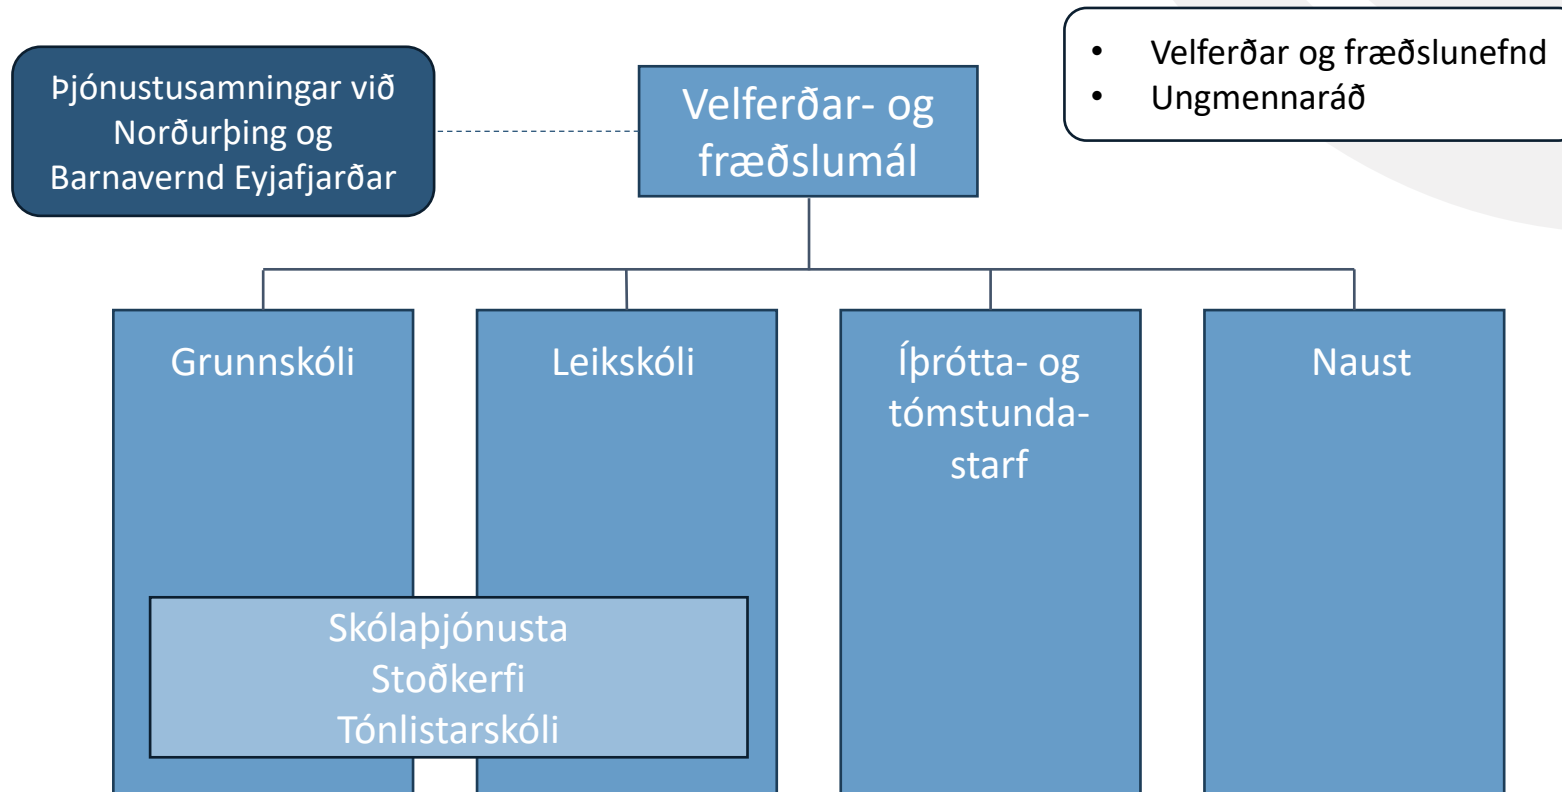 Þjónustusamningar við
Norðurþing og
Barnavernd Eyjafjarðar
Velferðar- og
fræðslumál
• Velferðar og fræðslunefnd
• Ungmennaráð
Grunnskóli
Leikskóli
Íþrótta- og
tómstunda-
starf
Naust
Skólaþjónusta
Stoðkerfi
Tónlistarskóli